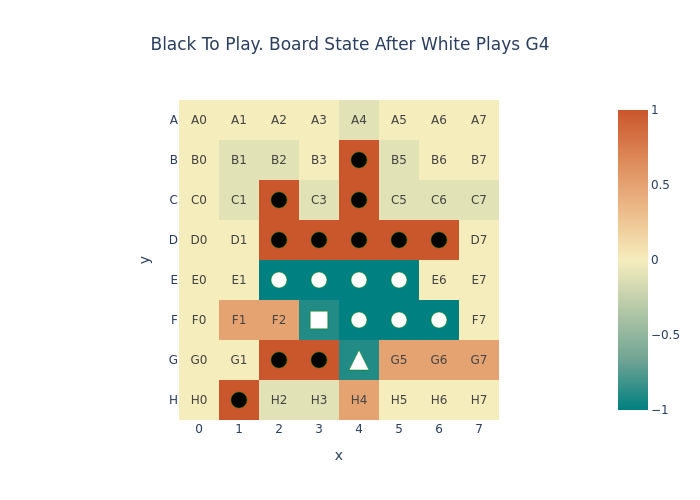 Black To Play. Board State After White Plays G4
A A0 A1 A2 A3 A4 A5 A6 A7
B B0 B1 B2 B3 B5 B6 B7
C C0 C1 C3 C5 C6 C7
D D0 D1 D7
E E0 E1 E6 E7
F F0 F1 F2 F7
G G0 G1 G5 G6 G7
H H0 H2 H3 H4 H5 H6 H7
0 1 2 3 4 5 6 7
x
y
1
0.5
0
−0.5
−1